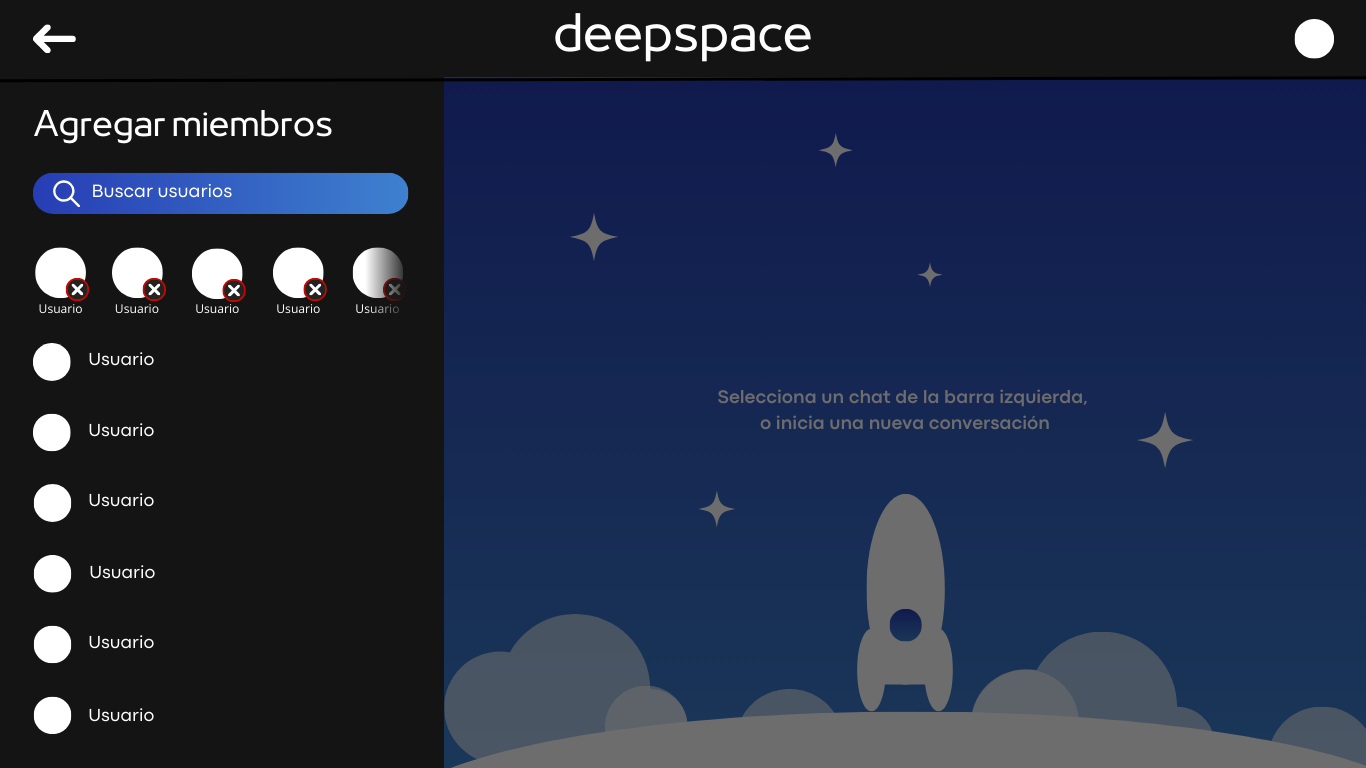 deepspace
Agregar miembros
Buscar usuarios
Usuario Usuario Usuario Usuario Usuario
Usuario
Usuario
Usuario
Usuario
Usuario
Usuario
Selecciona un chat de la barra izquierda,
o inicia una nueva conversación